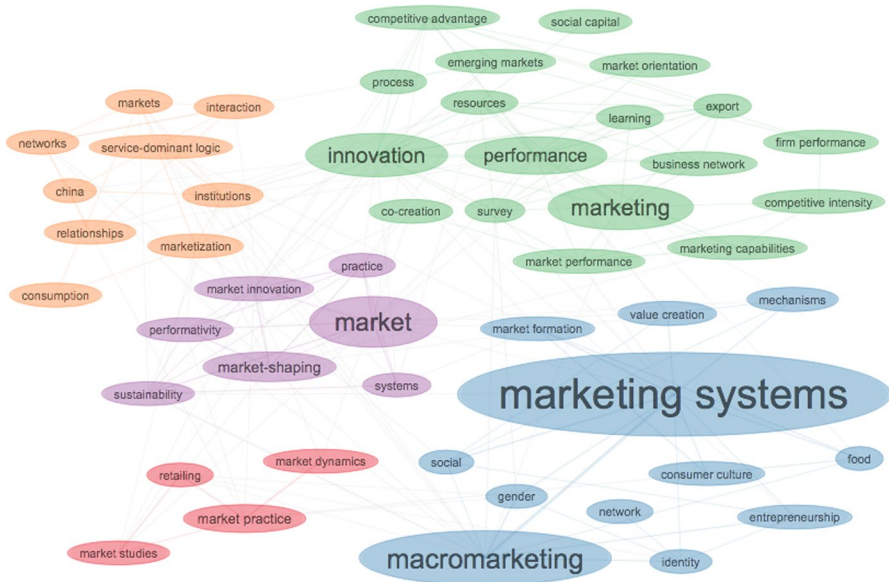 competitive advantage
social capital
emerging markets
market orientation
process
markets
interaction
resources
export
learning
networks
service-dominant logic
innovation
performance
firm performance
business network
china
institutions
co-creation
survey
marketing
competitive intensity
relationships
marketization
market performance
marketing capabilities
practice
consumption
market innovation
mechanisms
performativity
market
market formation
value creation
market-shaping
sustainability
systems
marketing systems
market dynamics
social
food
retailing
consumer culture
gender
market practice
network
entrepreneurship
market studies
macromarketing
identity